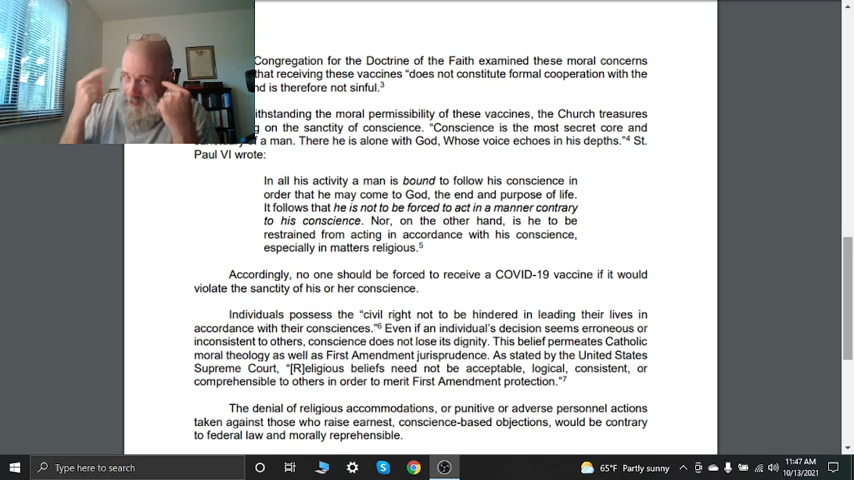 Congregation for the Doctrine of the Faith examined these moral concerns
that receiving these vaccines “does not constitute formal cooperation with the
nd is therefore not sinful.3
ithstanding the moral permissibility of these vaccines, the Church treasures
on the sanctity of conscience. “Conscience is the most secret core and
of a man. There he is alone with God, Whose voice echoes in his depths.”4 St.
Paul VI wrote:
In all his activity a man is bound to follow his conscience in
order that he may come to God, the end and purpose of life.
It follows that he is not to be forced to act in a manner contrary
to his conscience. Nor, on the other hand, is he to be
restrained from acting in accordance with his conscience,
especially in matters religious.5
Accordingly, no one should be forced to receive a COVID-19 vaccine if it would
violate the sanctity of his or her conscience.
Individuals possess the “civil right not to be hindered in leading their lives in
accordance with their consciences.”6 Even if an individual’s decision seems erroneous or
inconsistent to others, conscience does not lose its dignity. This belief permeates Catholic
moral theology as well as First Amendment jurisprudence. As stated by the United States
Supreme Court, “[R]eligious beliefs need not be acceptable, logical, consistent, or
comprehensible to others in order to merit First Amendment protection.”7
The denial of religious accommodations, or punitive or adverse personnel actions
taken against those who raise earnest, conscience-based objections, would be contrary
to federal law and morally reprehensible.
Type here to search
65°F Partly sunny
11:47 AM
10/13/2021